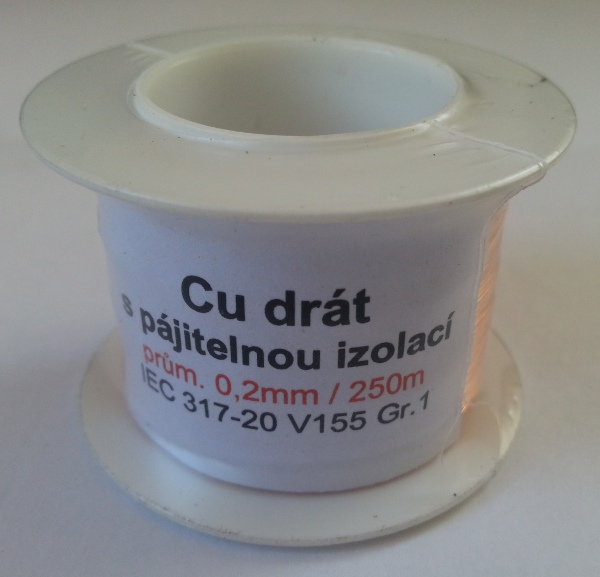 Cu drát
s pájitelnou izolací
prům. 0,2mm / 250m
IEC 317-20 V155 Gr.1